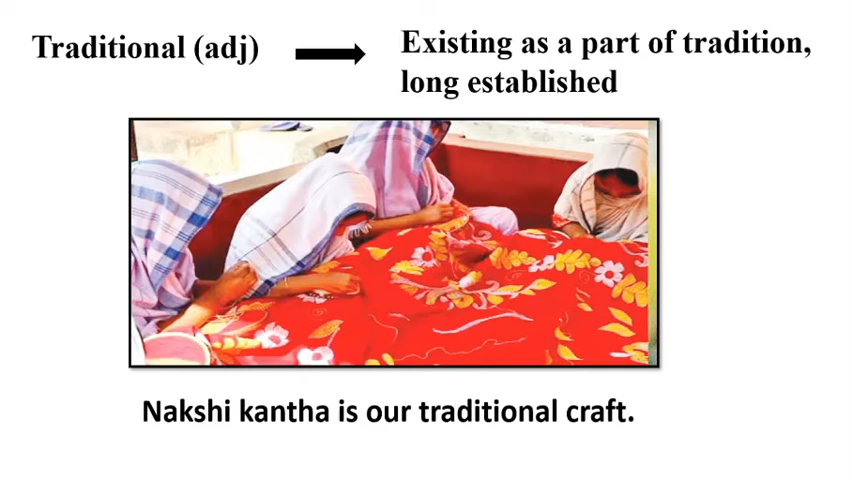 Traditional (adj)
Existing as a part of tradition,
long established
Nakshi kantha is our traditional craft.